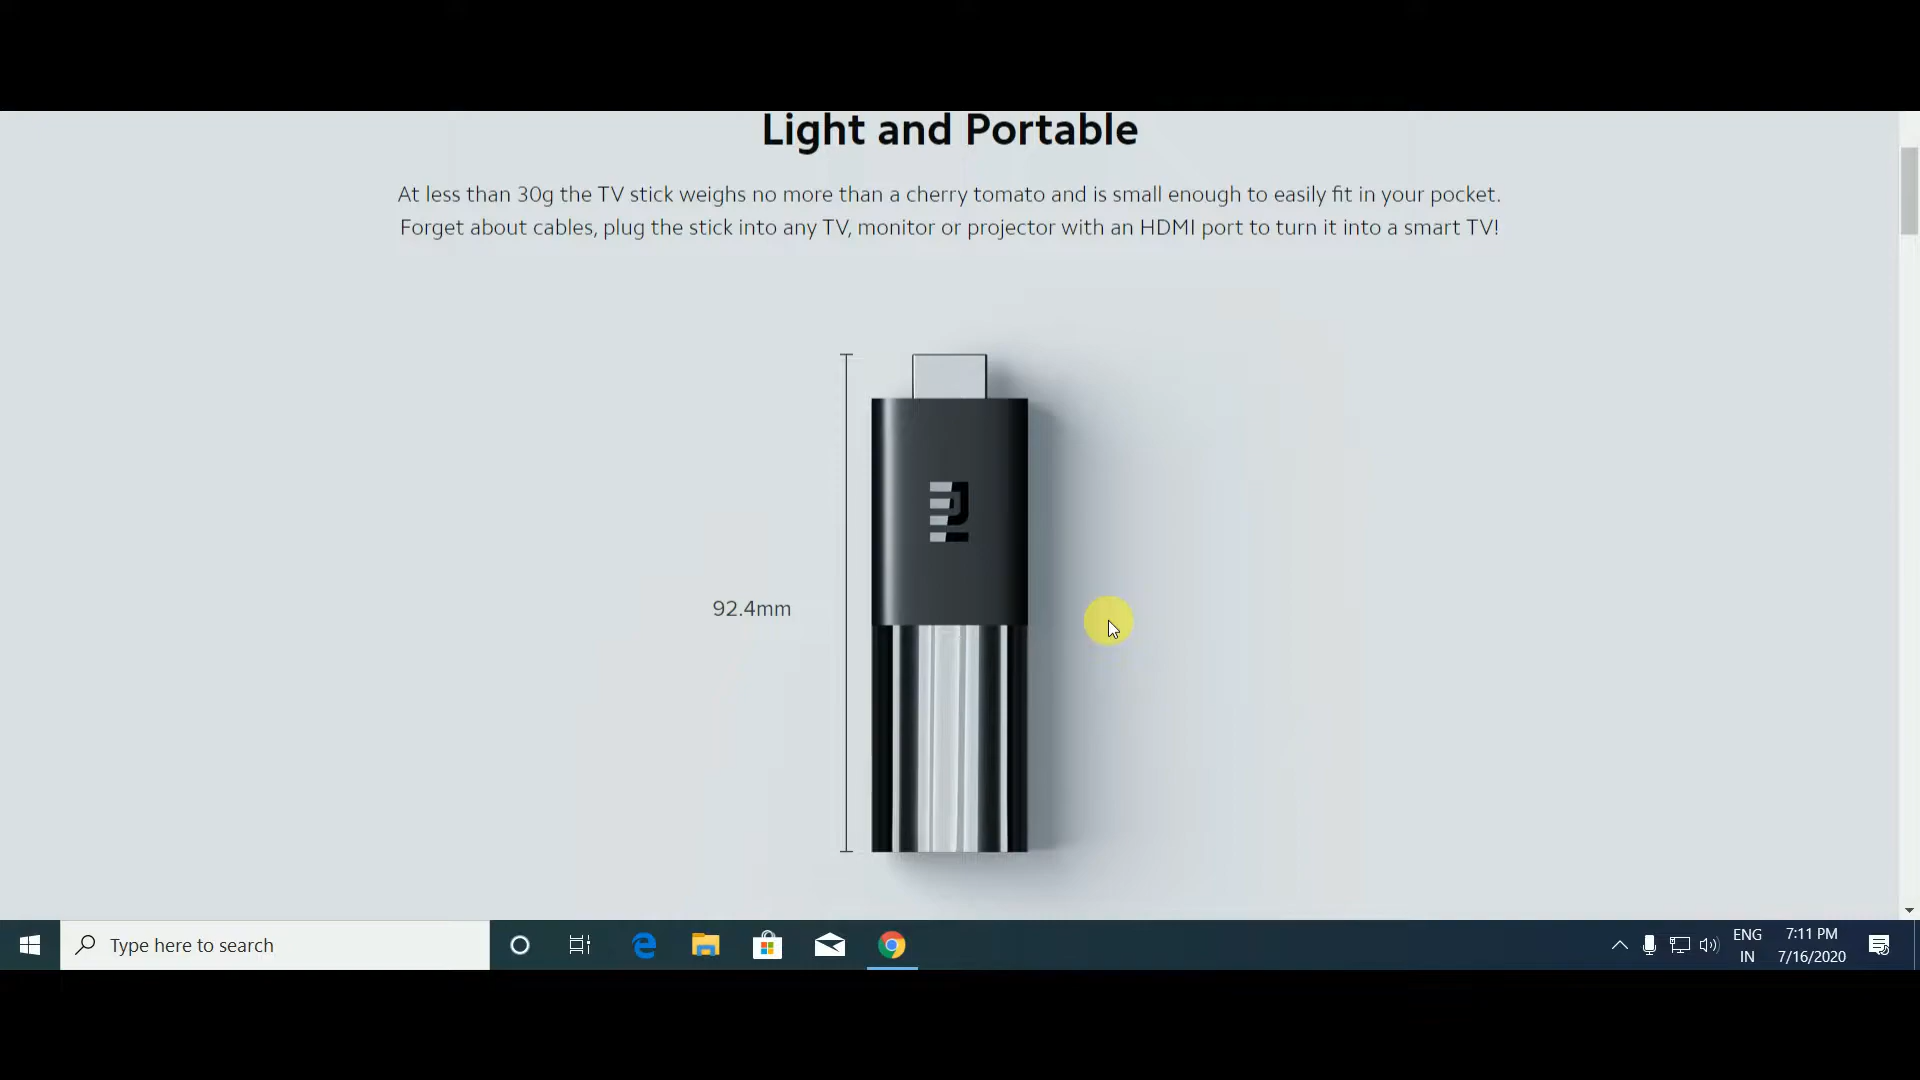 Light and Portable
At less than 30g the TV stick weighs no more than a cherry tomato and is small enough to easily fit in your pocket.
Forget about cables, plug the stick into any TV, monitor or projector with an HDMI port to turn it into a smart TV!
92.4mm
Type here to search
ENG
IN
7:11 PM
7/16/2020